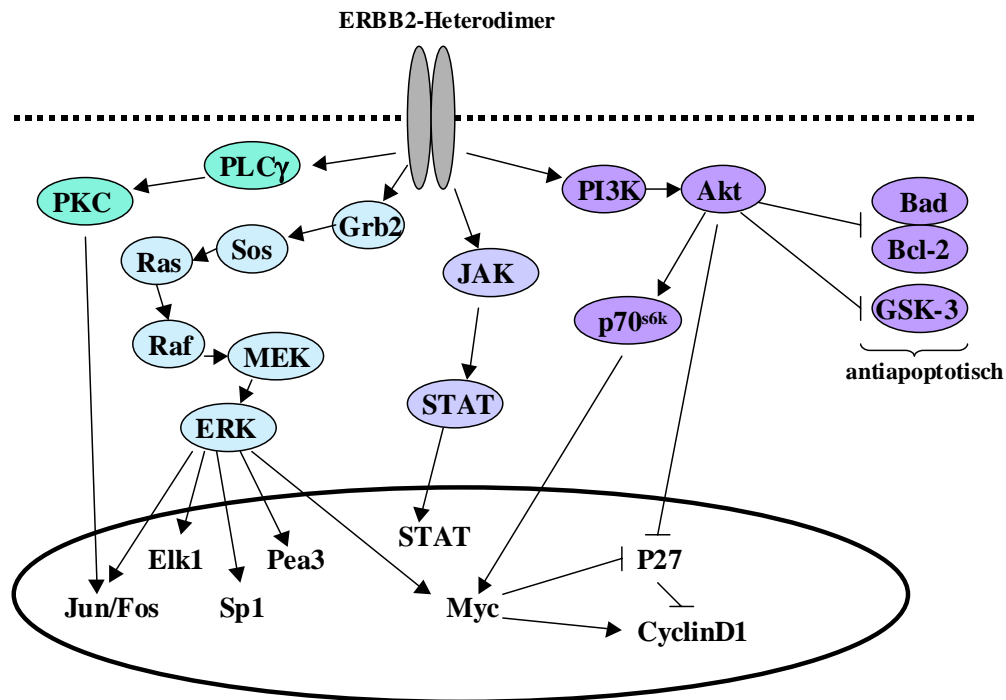 ERBB2-Heterodimer
PLCγ
PKC
PI3K
Akt
Bad
Grb2
Sos
Ras
Bcl-2
JAK
GSK-3
p70s6k
Raf
MEK
antiapoptotisch
STAT
ERK
STAT
Elk1
Pea3
P27
Jun/Fos
Sp1
Myc
CyclinD1